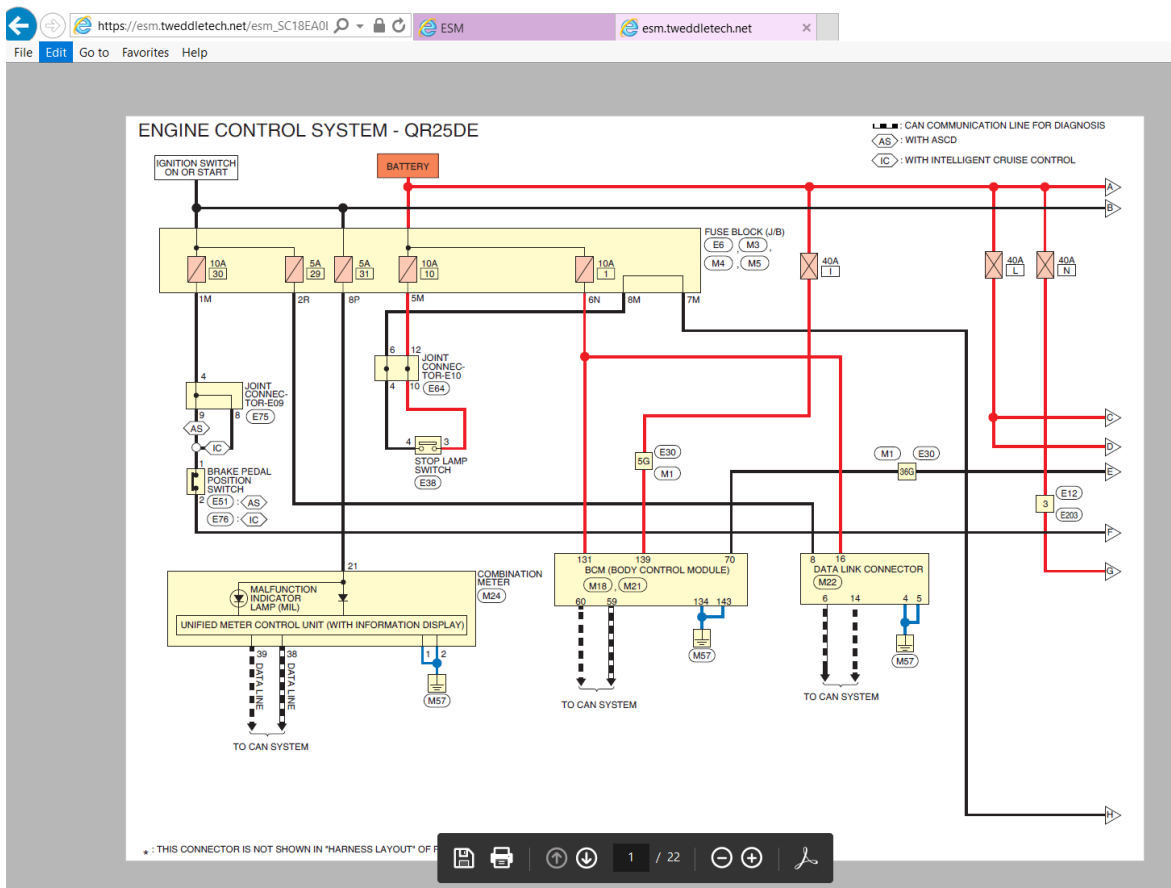 https://esm.tweddletech.net/esm_SC18EA0I
ESM
esm.tweddletech.net
File Edit Go to Favorites Help
ENGINE CONTROL SYSTEM - QR25DE
: CAN COMMUNICATION LINE FOR DIAGNOSIS
AS : WITH ASCD
IC : WITH INTELLIGENT CRUISE CONTROL
IGNITION SWITCH
ON OR START
BATTERY
A
B
FUSE BLOCK (J/B)
E6 , M3 ,
M4 , M5
10A
30
5A
29
5A
31
10A
10
10A
1
40A
I
40A
L
40A
N
1M
2R
8P
5M
6N
8M
7M
6 12
JOINT
CONNEC-
TOR-E10
E64
4 10
4
JOINT
CONNEC-
TOR-E09
E75
9 8
AS
IC
C
4 3
STOP LAMP
SWITCH
E38
D
5G
E30
M1
M1 E30
36G
E
1
BRAKE PEDAL
POSITION
SWITCH
2
E51 : AS
E76 : IC
3
E12
E203
F
G
21
COMBINATION
METER
M24
MALFUNCTION
INDICATOR
LAMP (MIL)
UNIFIED METER CONTROL UNIT (WITH INFORMATION DISPLAY)
39 38 1 2
DATA LINE
DATA LINE
M57
TO CAN SYSTEM
131 139 70
BCM (BODY CONTROL MODULE)
M18 , M21
60 59 134 143
M57
TO CAN SYSTEM
8 16
DATA LINK CONNECTOR
M22
6 14 4 5
M57
TO CAN SYSTEM
H
* : THIS CONNECTOR IS NOT SHOWN IN "HARNESS LAYOUT" OF
1 / 22